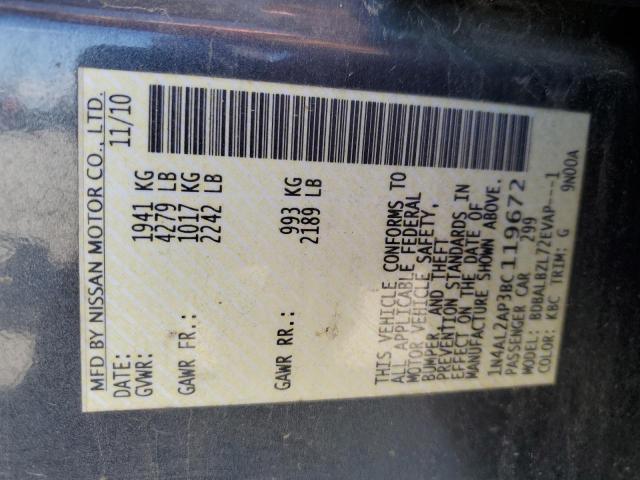 MFD BY NISSAN MOTOR CO., LTD.
DATE: 11/10
GVWR: 1941 KG
4279 LB
GAWR FR.: 1017 KG
2242 LB
GAWR RR.: 993 KG
2189 LB
THIS VEHICLE CONFORMS TO
ALL APPLICABLE FEDERAL
MOTOR VEHICLE SAFETY,
BUMPER, AND THEFT
PREVENTION STANDARDS IN
EFFECT ON THE DATE OF
MANUFACTURE SHOWN ABOVE.
1N4AL2AP3BC119672
PASSENGER CAR 299
MODEL: BDBALBZL72EVAP---1
COLOR: KBC TRIM: G 9N00A